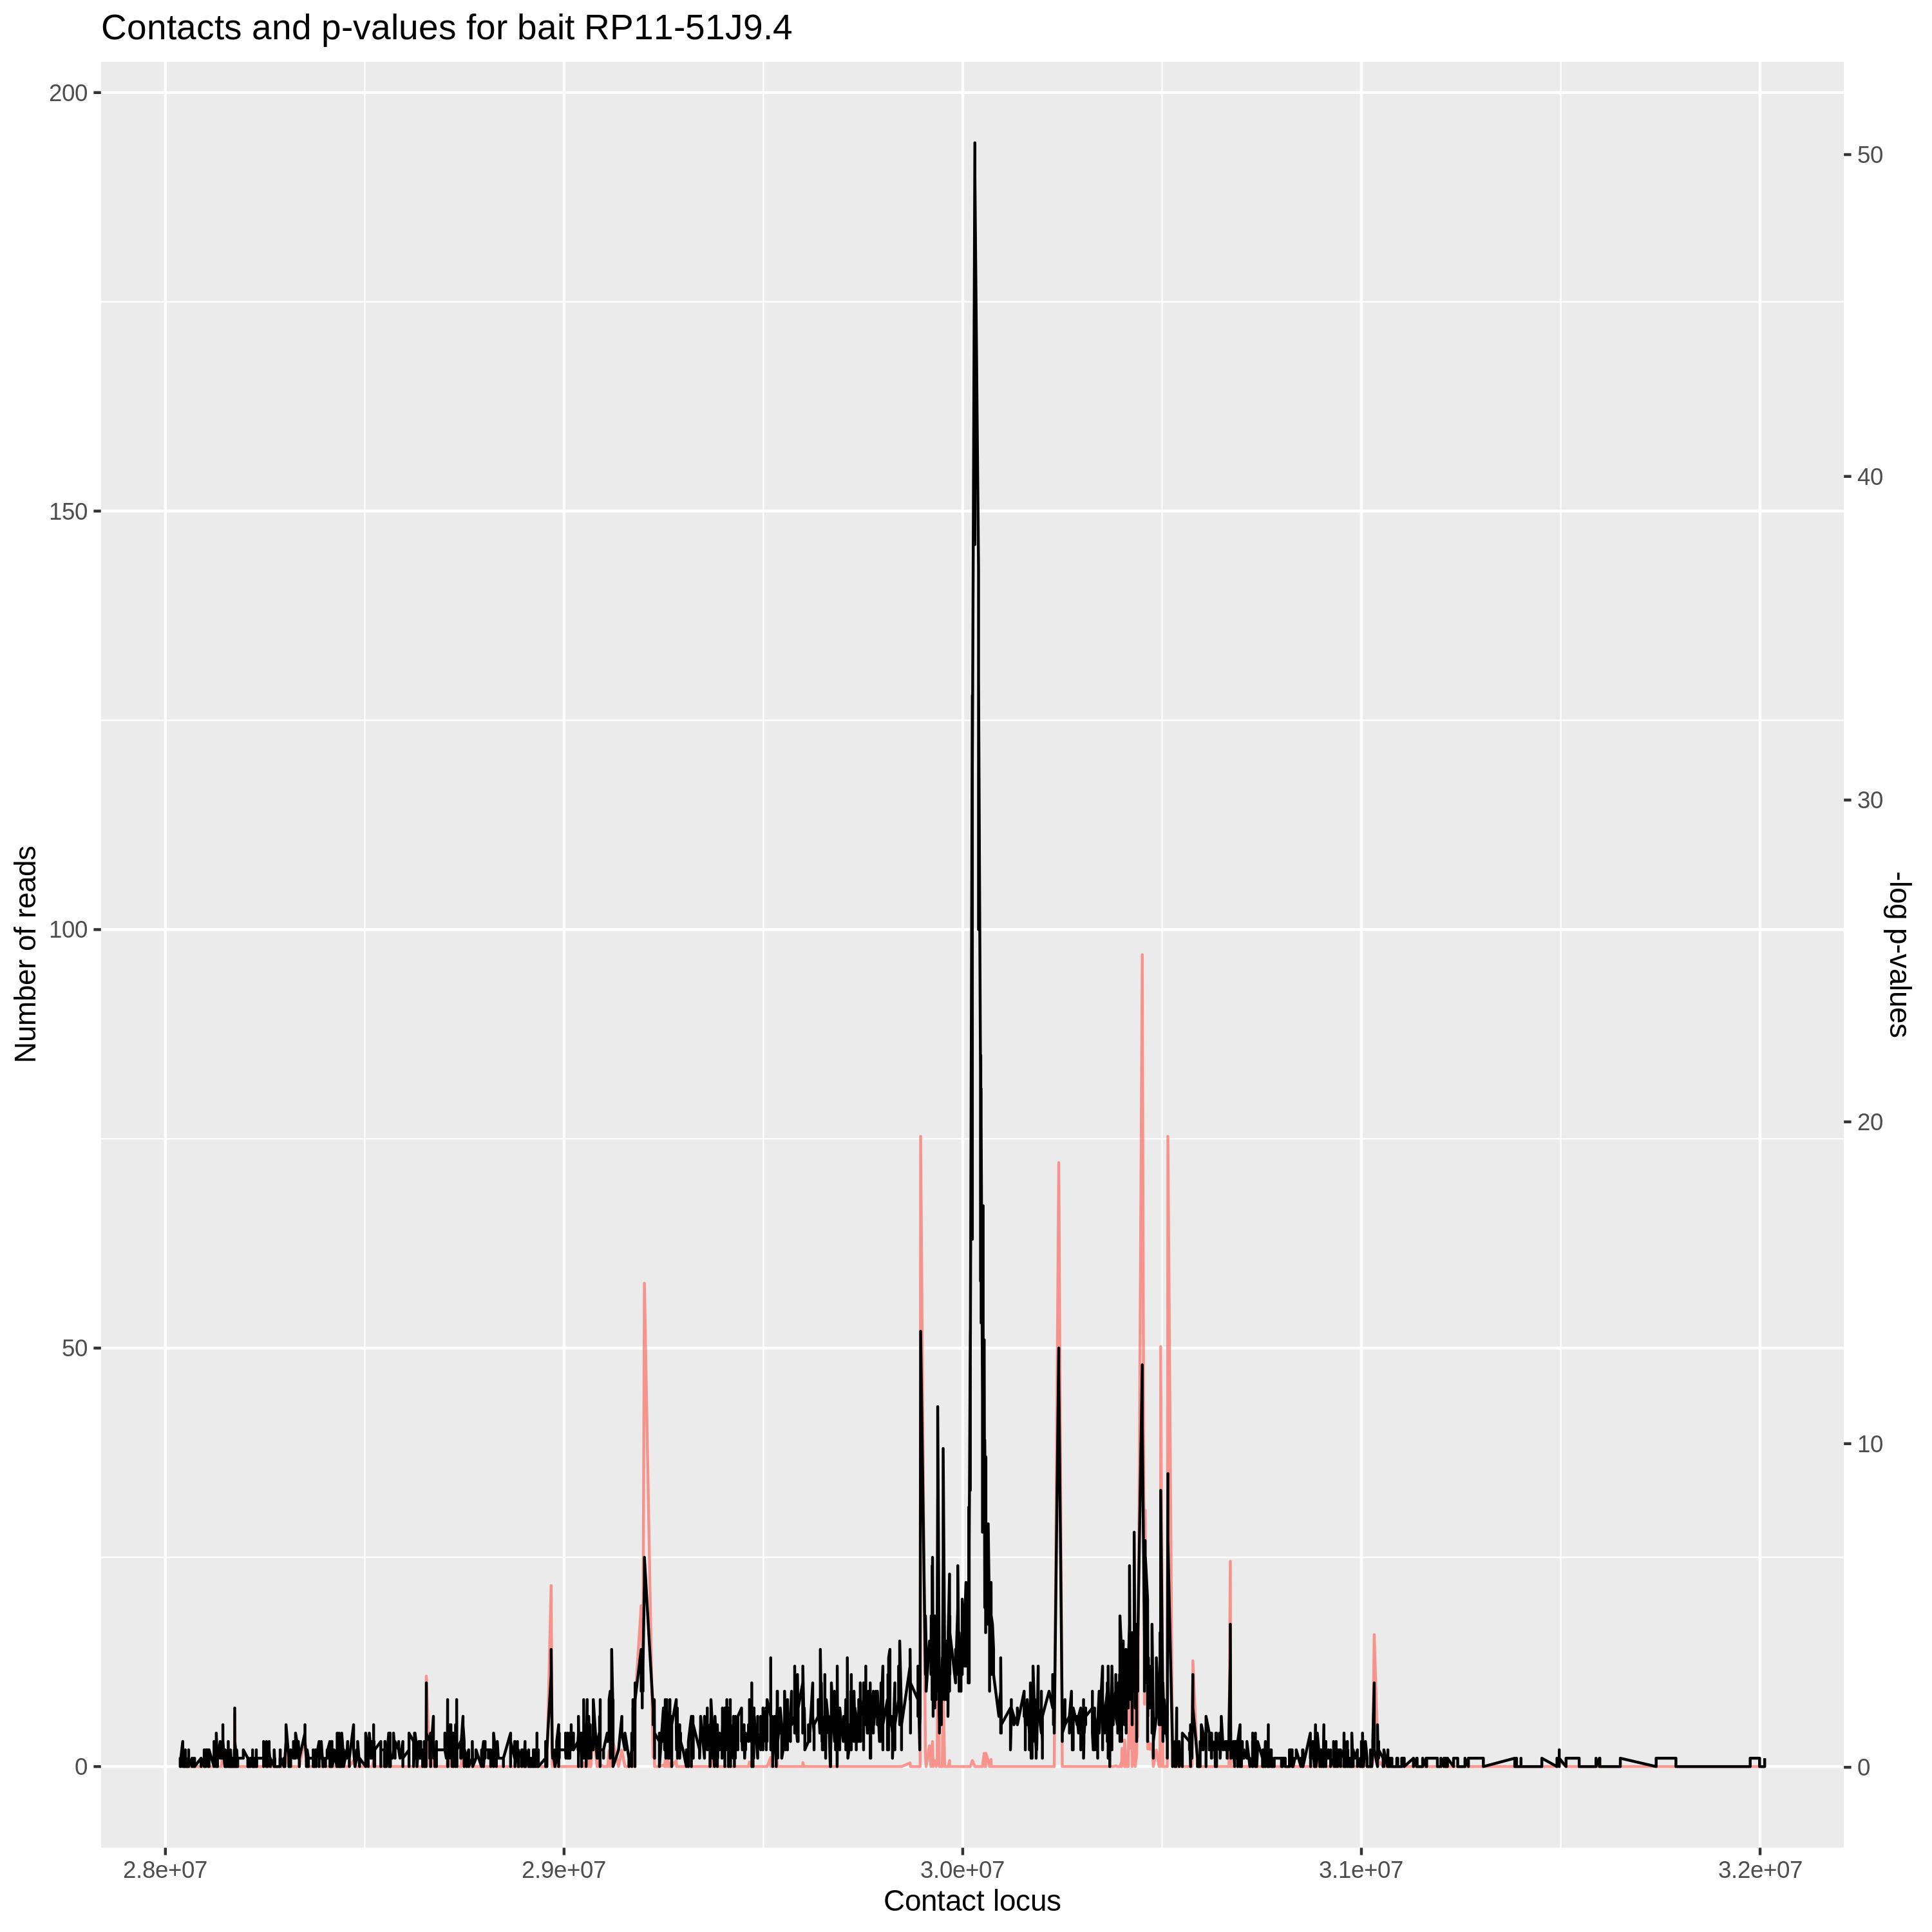 Contacts and p-values for bait RP11-51J9.4
200
150
100
50
0
Number of reads
50
40
30
20
10
0
-log p-values
2.8e+07 2.9e+07 3.0e+07 3.1e+07 3.2e+07
Contact locus